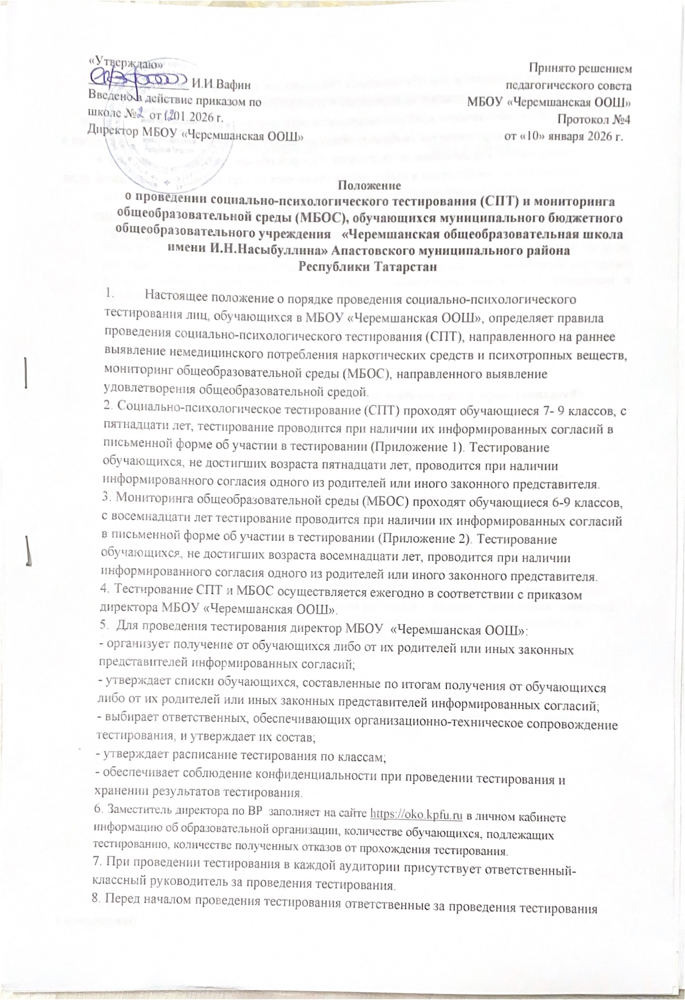 «Утверждаю»
И.И.Вафин
Введено в действие приказом по
школе №2 от 12.01.2026 г.
Директор МБОУ «Черемшанская ООШ»
Принято решением
педагогического совета
МБОУ «Черемшанская ООШ»
Протокол №4
от «10» января 2026 г.
Положение
о проведении социально-психологического тестирования (СПТ) и мониторинга
общеобразовательной среды (МБОС), обучающихся муниципального бюджетного
общеобразовательного учреждения «Черемшанская общеобразовательная школа
имени И.Н.Насыбуллина» Апастовского муниципального района
Республики Татарстан
1. Настоящее положение о порядке проведения социально-психологического
тестирования лиц, обучающихся в МБОУ «Черемшанская ООШ», определяет правила
проведения социально-психологического тестирования (СПТ), направленного на раннее
выявление немедицинского потребления наркотических средств и психотропных веществ,
мониторинг общеобразовательной среды (МБОС), направленного выявление
удовлетворения общеобразовательной средой.
2. Социально-психологическое тестирование (СПТ) проходят обучающиеся 7- 9 классов, с
пятнадцати лет, тестирование проводится при наличии их информированных согласий в
письменной форме об участии в тестировании (Приложение 1). Тестирование
обучающихся, не достигших возраста пятнадцати лет, проводится при наличии
информированного согласия одного из родителей или иного законного представителя.
3. Мониторинга общеобразовательной среды (МБОС) проходят обучающиеся 6-9 классов,
с восемнадцати лет тестирование проводится при наличии их информированных согласий
в письменной форме об участии в тестировании (Приложение 2). Тестирование
обучающихся, не достигших возраста восемнадцати лет, проводится при наличии
информированного согласия одного из родителей или иного законного представителя.
4. Тестирование СПТ и МБОС осуществляется ежегодно в соответствии с приказом
директора МБОУ «Черемшанская ООШ».
5. Для проведения тестирования директор МБОУ «Черемшанская ООШ»:
- организует получение от обучающихся либо от их родителей или иных законных
представителей информированных согласий;
- утверждает списки обучающихся, составленные по итогам получения от обучающихся
либо от их родителей или иных законных представителей информированных согласий;
- выбирает ответственных, обеспечивающих организационно-техническое сопровождение
тестирования, и утверждает их состав;
- утверждает расписание тестирования по классам;
- обеспечивает соблюдение конфиденциальности при проведении тестирования и
хранении результатов тестирования.
6. Заместитель директора по ВР заполняет на сайте https://oko.kpfu.ru в личном кабинете
информацию об образовательной организации, количестве обучающихся, подлежащих
тестированию, количестве полученных отказов от прохождения тестирования.
7. При проведении тестирования в каждой аудитории присутствует ответственный-
классный руководитель за проведения тестирования.
8. Перед началом проведения тестирования ответственные за проведения тестирования